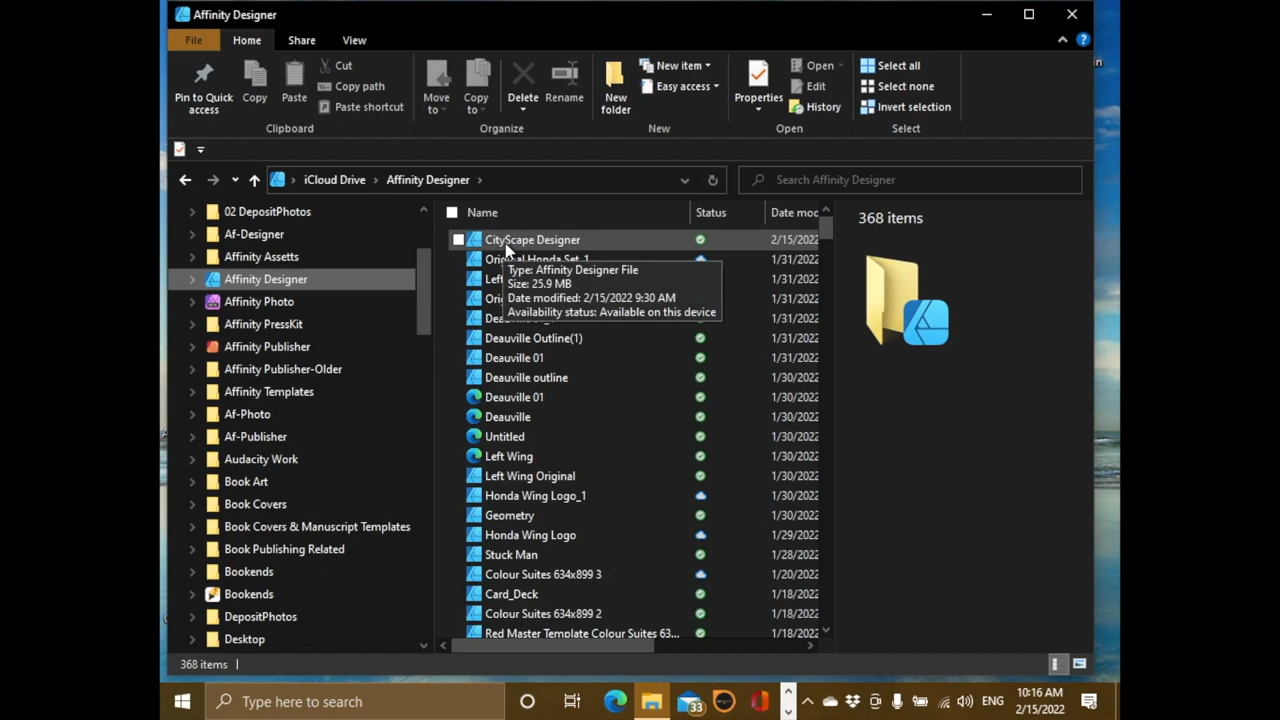 Affinity Designer
File
Home
Share
View
Pin to Quick
access
Copy
Paste
Cut
Copy path
Paste shortcut
Clipboard
Move
to
Copy
to
Delete
Rename
Organize
New
folder
New item
Easy access
New
Properties
Open
Edit
History
Open
Select all
Select none
Invert selection
Select
iCloud Drive
Affinity Designer
Search Affinity Designer
02 DepositPhotos
Af-Designer
Affinity Assetts
Affinity Designer
Affinity Photo
Affinity PressKit
Affinity Publisher
Affinity Publisher-Older
Affinity Templates
Af-Photo
Af-Publisher
Audacity Work
Book Art
Book Covers
Book Covers & Manuscript Templates
Book Publishing Related
Bookends
Bookends
DepositPhotos
Desktop
Name Status Date mod
CityScape Designer 2/15/2022
Original Honda Set_1 1/31/2022
Left 1/31/2022
1/31/2022
1/31/2022
Type: Affinity Designer File
Size: 25.9 MB
Date modified: 2/15/2022 9:30 AM
Availability status: Available on this device
Deauville Outline(1) 1/31/2022
Deauville 01 1/31/2022
Deauville outline 1/30/2022
Deauville 01 1/30/2022
Deauville 1/30/2022
Untitled 1/30/2022
Left Wing 1/30/2022
Left Wing Original 1/30/2022
Honda Wing Logo_1 1/30/2022
Geometry 1/30/2022
Honda Wing Logo 1/29/2022
Stuck Man 1/28/2022
Colour Suites 634x899 3 1/20/2022
Card_Deck 1/18/2022
Colour Suites 634x899 2 1/18/2022
Red Master Template Colour Suites 63... 1/18/2022
368 items
368 items
Type here to search
33
ENG
10:16 AM
2/15/2022